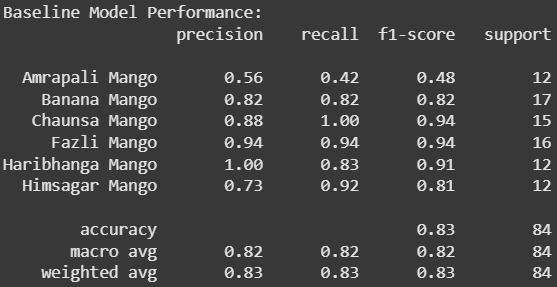 Baseline Model Performance:
precision recall f1-score support
Amrapali Mango 0.56 0.42 0.48 12
Banana Mango 0.82 0.82 0.82 17
Chaunsa Mango 0.88 1.00 0.94 15
Fazli Mango 0.94 0.94 0.94 16
Haribhanga Mango 1.00 0.83 0.91 12
Himsagar Mango 0.73 0.92 0.81 12
accuracy 0.83 84
macro avg 0.82 0.82 0.82 84
weighted avg 0.83 0.83 0.83 84